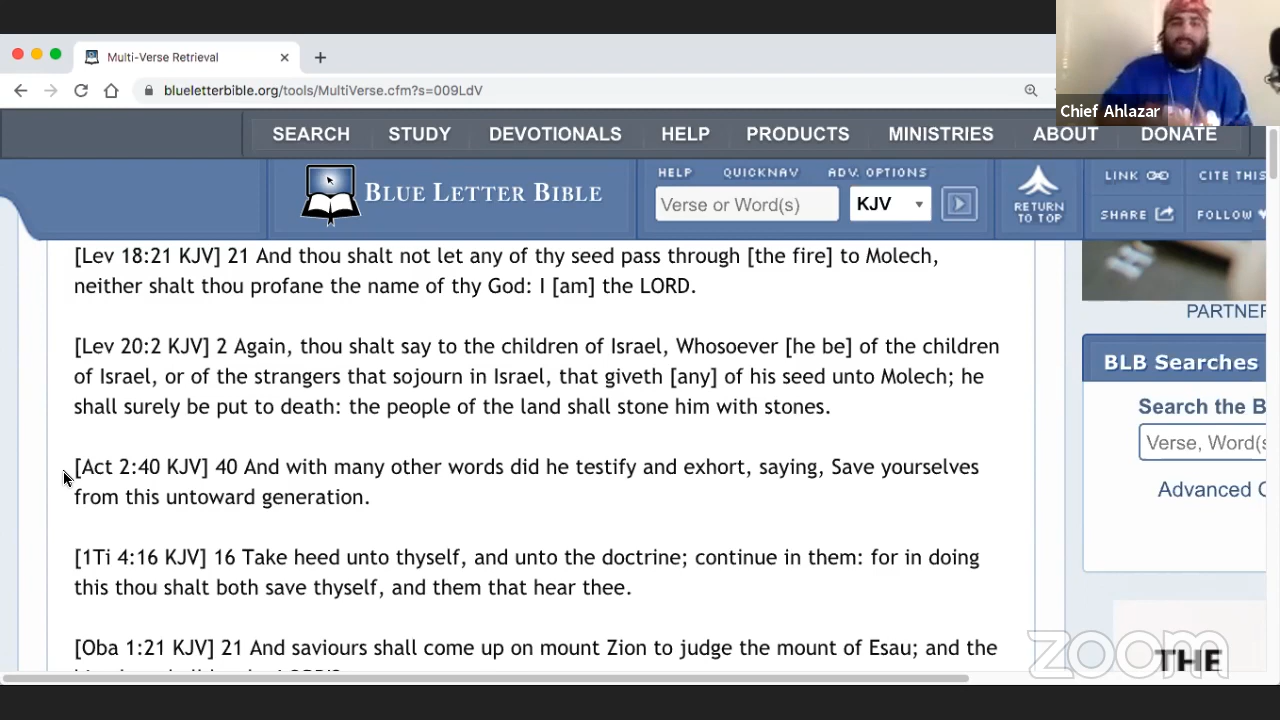 Multi-Verse Retrieval
blueletterbible.org/tools/MultiVerse.cfm?s=009LdV
Chief Ahlazar
SEARCH STUDY DEVOTIONALS HELP PRODUCTS MINISTRIES ABOUT DONATE
BLUE LETTER BIBLE
HELP QUICKNAV ADV. OPTIONS
Verse or Word(s) KJV
RETURN
TO TOP
LINK CITE THIS
SHARE FOLLOW
[Lev 18:21 KJV] 21 And thou shalt not let any of thy seed pass through [the fire] to Molech,
neither shalt thou profane the name of thy God: I [am] the LORD.
[Lev 20:2 KJV] 2 Again, thou shalt say to the children of Israel, Whosoever [he be] of the children
of Israel, or of the strangers that sojourn in Israel, that giveth [any] of his seed unto Molech; he
shall surely be put to death: the people of the land shall stone him with stones.
[Act 2:40 KJV] 40 And with many other words did he testify and exhort, saying, Save yourselves
from this untoward generation.
[1Ti 4:16 KJV] 16 Take heed unto thyself, and unto the doctrine; continue in them: for in doing
this thou shalt both save thyself, and them that hear thee.
[Oba 1:21 KJV] 21 And saviours shall come up on mount Zion to judge the mount of Esau; and the
PARTNER
BLB Searches
Search the B
Verse, Word(s
Advanced
zoom
THE